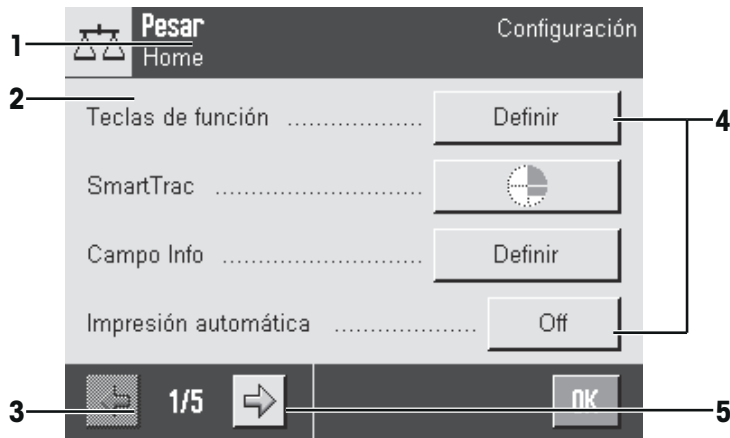 Pesar
Home
Configuración
1
2
Teclas de función .................... Definir
4
SmartTrac ..............................
Campo Info ............................. Definir
Impresión automática ..................... Off
3
1/5
OK
5